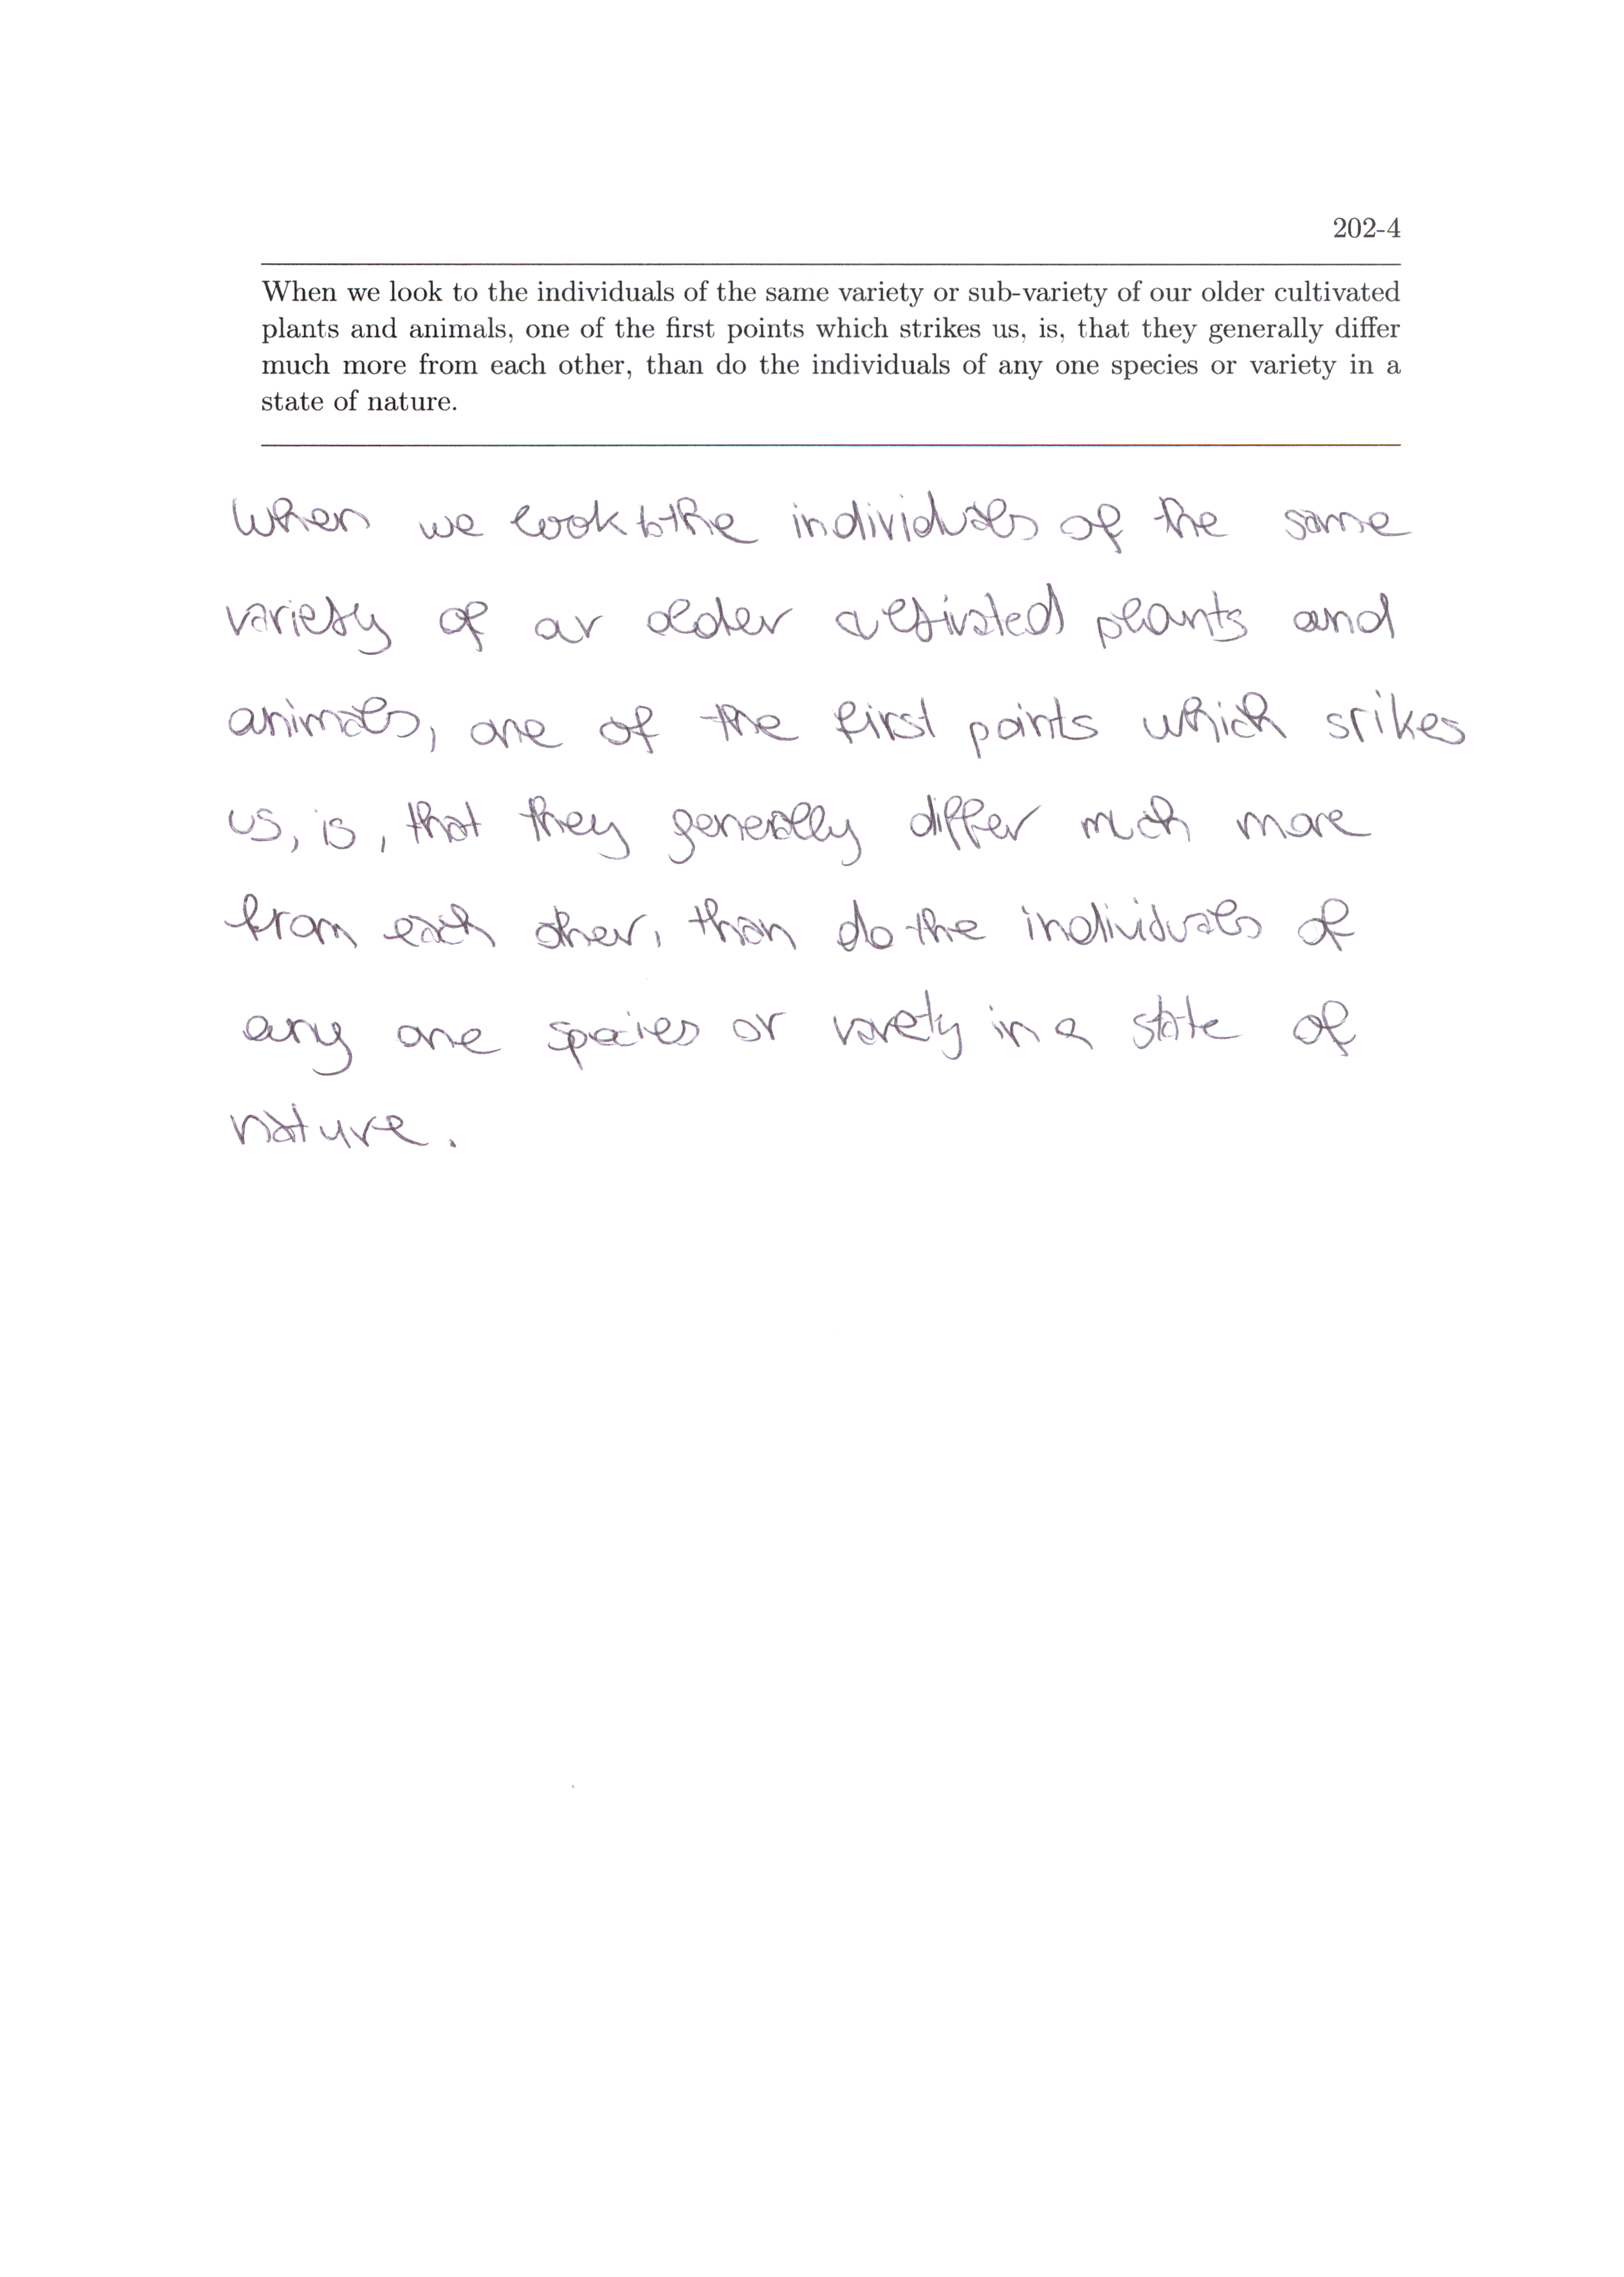 202-4
When we look to the individuals of the same variety or sub-variety of our older cultivated
plants and animals, one of the first points which strikes us, is, that they generally differ
much more from each other, than do the individuals of any one species or variety in a
state of nature.
When we look to the individuals of the same
variety of our older cultivated plants and
animals, one of the first points which srikes
us, is, that they generally differ much more
from each other, than do the individuals of
any one species or variety in a state of
nature.